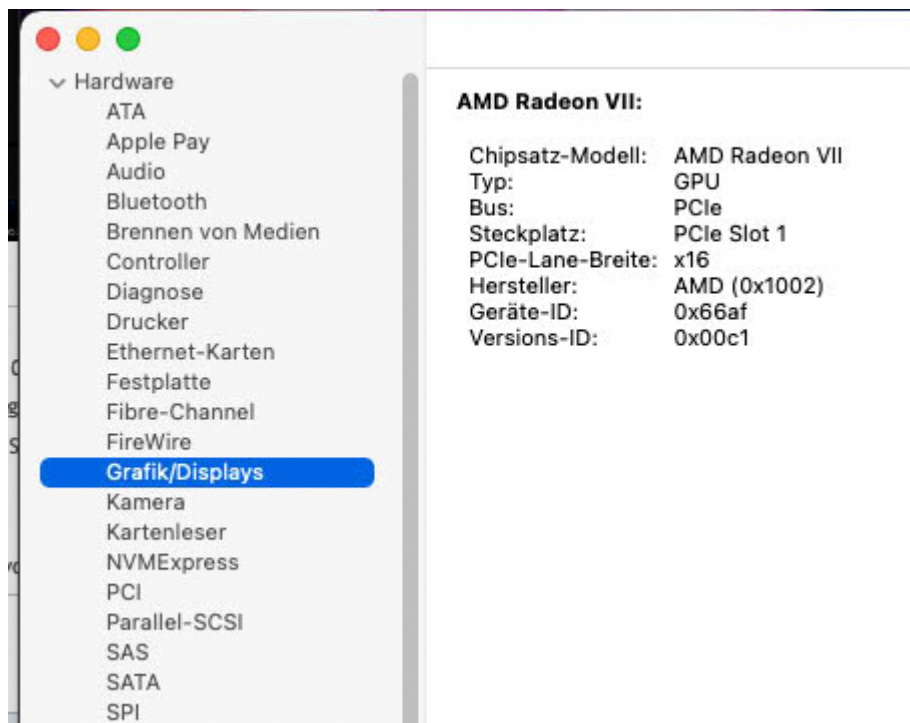 Hardware
ATA
Apple Pay
Audio
Bluetooth
Brennen von Medien
Controller
Diagnose
Drucker
Ethernet-Karten
Festplatte
Fibre-Channel
FireWire
Grafik/Displays
Kamera
Kartenleser
NVMExpress
PCI
Parallel-SCSI
SAS
SATA
SPI
AMD Radeon VII:
Chipsatz-Modell: AMD Radeon VII
Typ: GPU
Bus: PCIe
Steckplatz: PCIe Slot 1
PCIe-Lane-Breite: x16
Hersteller: AMD (0x1002)
Geräte-ID: 0x66af
Versions-ID: 0x00c1